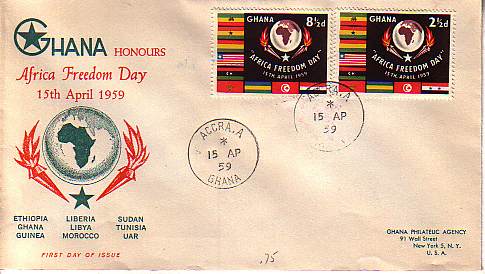 GHANA HONOURS
Africa Freedom Day
15th April 1959
ETHIOPIA LIBERIA SUDAN
GHANA LIBYA TUNISIA
GUINEA MOROCCO UAR
FIRST DAY OF ISSUE
GHANA 8½d
"AFRICA FREEDOM DAY"
15TH. APRIL 1959
GHANA 2½d
"AFRICA FREEDOM DAY"
15TH. APRIL 1959
ACCRA.A
*
15 AP
59
GHANA
ACCRA.A
*
15 AP
59
GHANA PHILATELIC AGENCY
91 Wall Street
New York 5, N. Y.
U. S. A.
.75